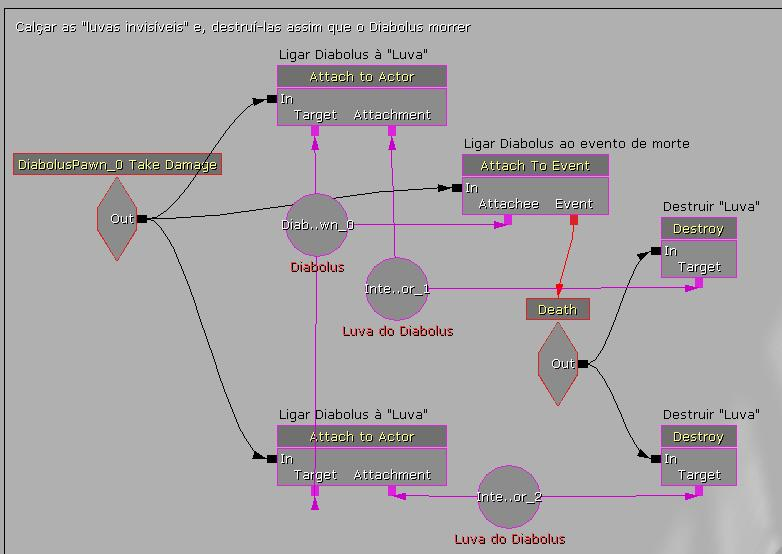 Calçar as "luvas invisíveis" e, destruí-las assim que o Diabolus morrer
Ligar Diabolus à "Luva"
Attach to Actor
In
Target Attachment
Ligar Diabolus ao evento de morte
Attach To Event
In
Attachee Event
DiabolusPawn_0 Take Damage
Out
Diab..wn_0
Diabolus
Destruir "Luva"
Destroy
In
Target
Inte..or_1
Luva do Diabolus
Death
Out
Ligar Diabolus à "Luva"
Attach to Actor
In
Target Attachment
Inte..or_2
Luva do Diabolus
Destruir "Luva"
Destroy
In
Target